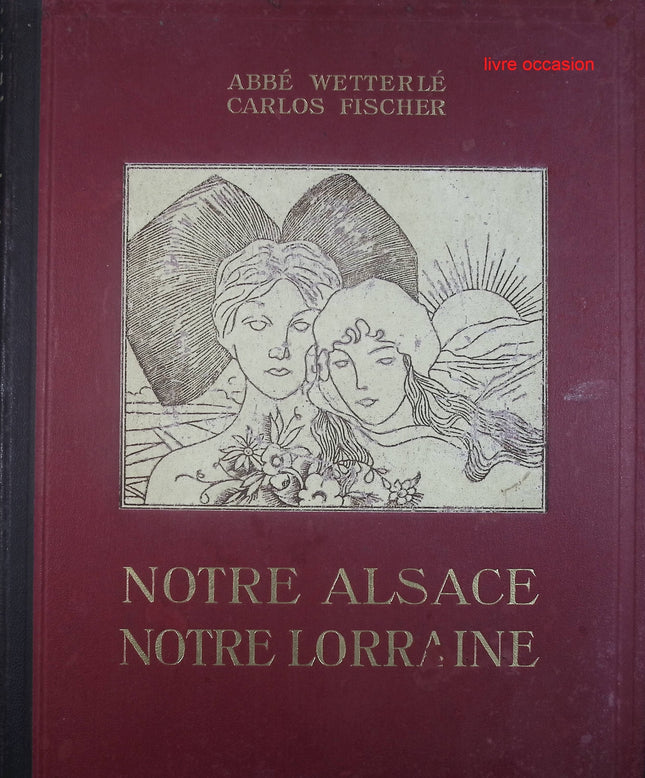 livre occasion
ABBÉ WETTERLÉ
CARLOS FISCHER
NOTRE ALSACE
NOTRE LORRAINE